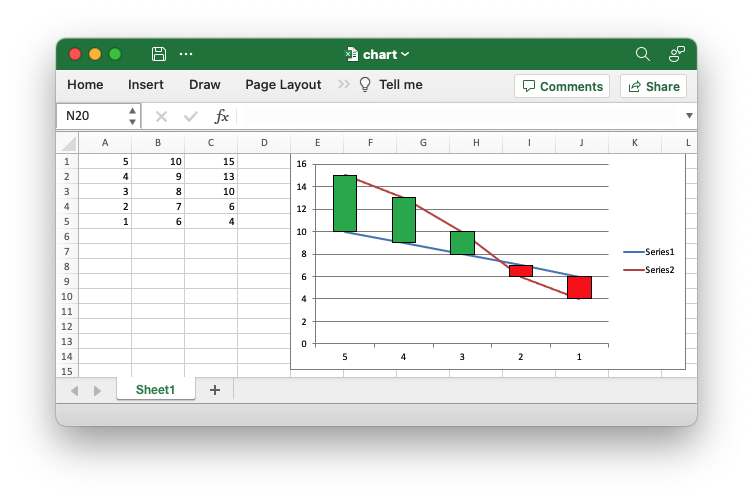 chart
Home Insert Draw Page Layout Tell me Comments Share
N20 fx
A B C D E F G H I J K L
1 5 10 15
2 4 9 13
3 3 8 10
4 2 7 6
5 1 6 4
6
7
8
9
10
11
12
13
14
15
16
14
12
10
8
6
4
2
0
5 4 3 2 1
Series1
Series2
Sheet1 +